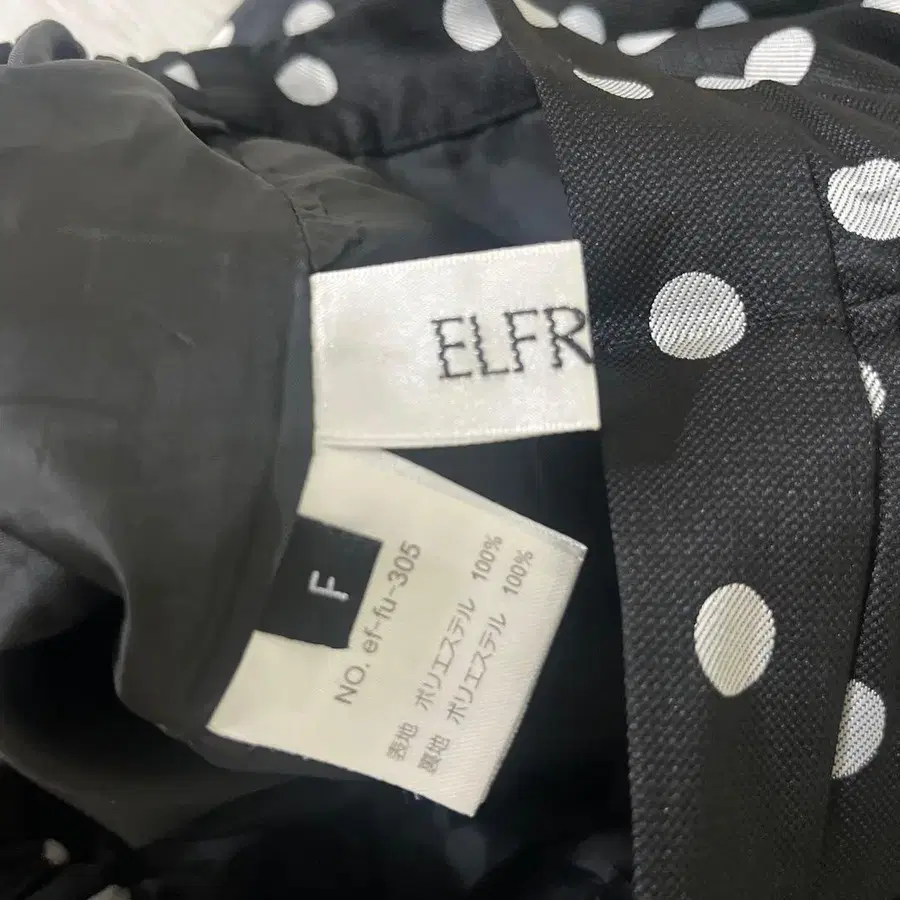 ELFR
F
NO. ef-fu-305
表地 ポリエステル 100%
裏地 ポリエステル 100%